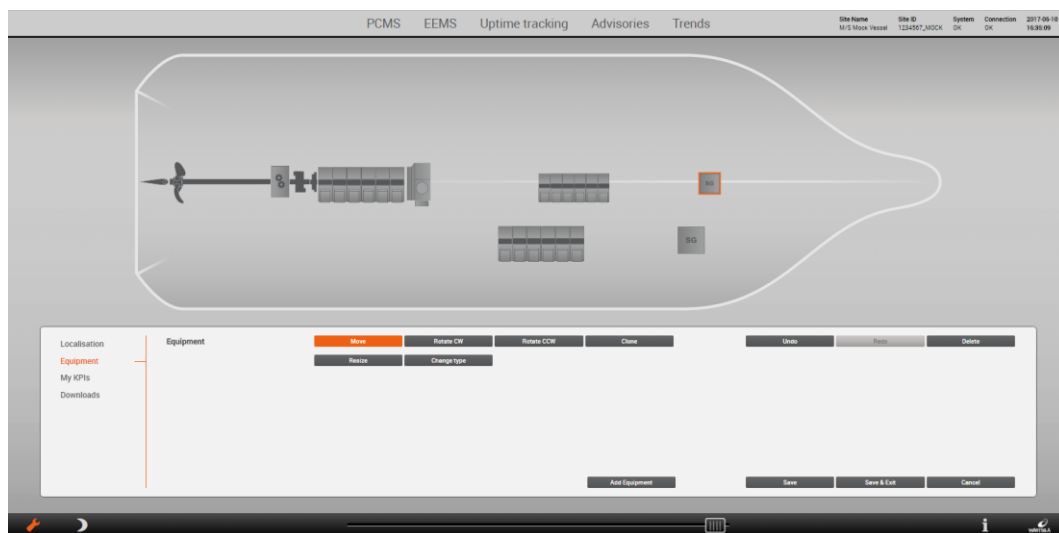 PCMS EEMS Uptime tracking Advisories Trends
Site Name Site ID System Connection 2017-06-10
M/S Mock Vessel 1234567_MOCK OK OK 16:35:09
SG
SG
Localisation
Equipment
My KPIs
Downloads
Equipment
Move Rotate CW Rotate CCW Clone Undo Redo Delete
Resize Change type
Add Equipment Save Save & Exit Cancel
WÄRTSILÄ